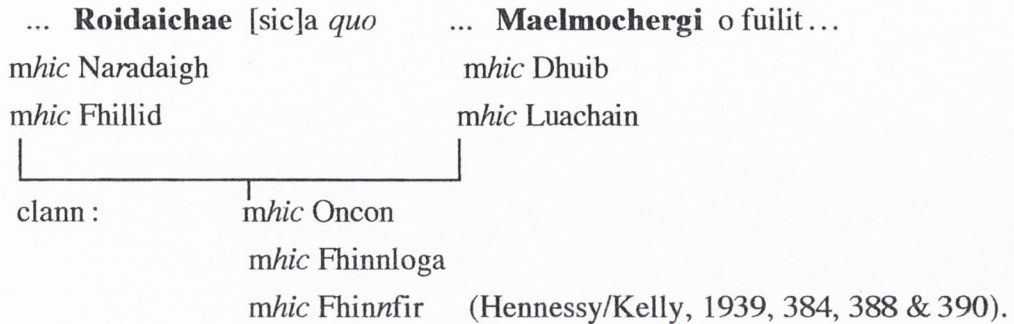 ... Roidaichae [sic]a quo ... Maelmochergi o fuilit...
mhic Naradaigh mhic Dhuib
mhic Fhillid mhic Luachain
clann : mhic Oncon
mhic Fhinnloga
mhic Fhinnfir (Hennessy/Kelly, 1939, 384, 388 & 390).